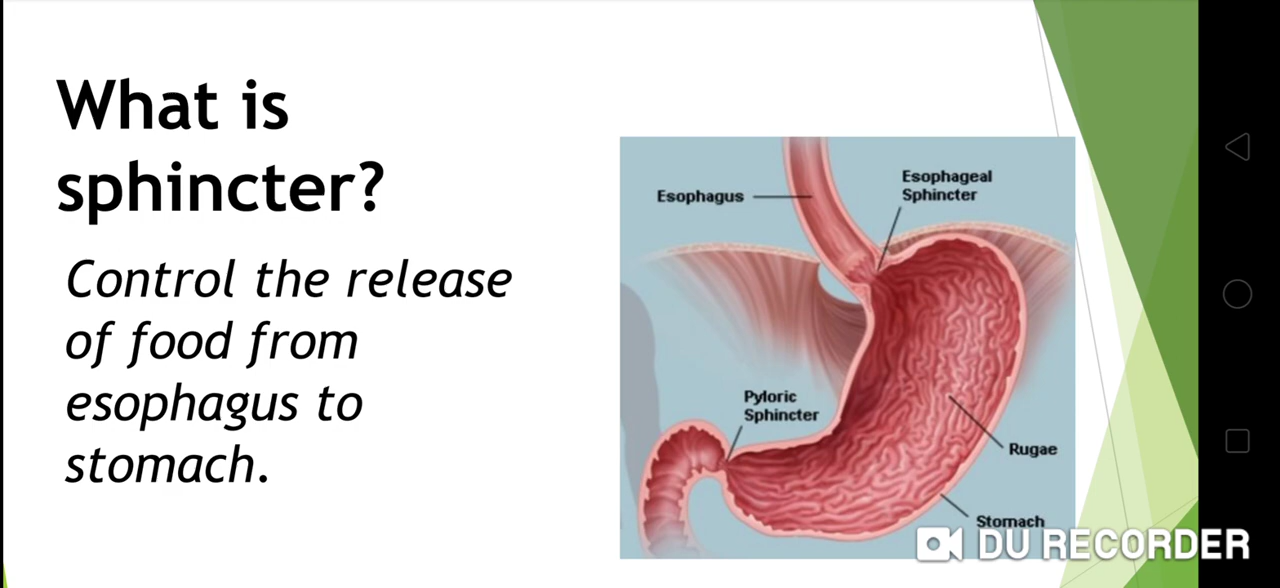 What is
sphincter?
Control the release
of food from
esophagus to
stomach.
Esophagus
Esophageal
Sphincter
Pyloric
Sphincter
Rugae
Stomach
DU RECORDER